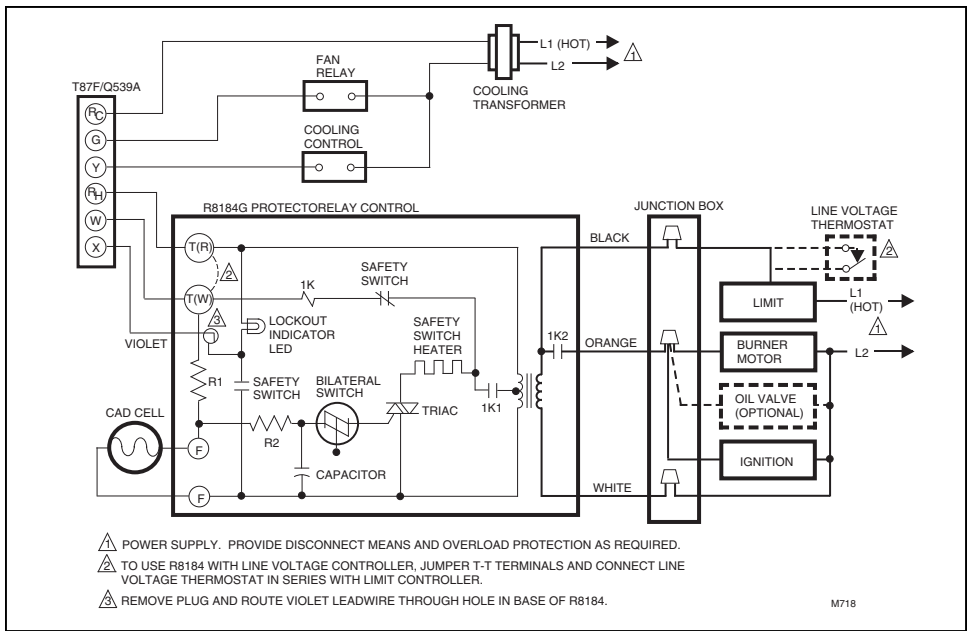 L1 (HOT)
1
L2
FAN
RELAY
COOLING
TRANSFORMER
T87F/Q539A
RC
G
COOLING
CONTROL
Y
RH
W
X
R8184G PROTECTORELAY CONTROL
JUNCTION BOX
LINE VOLTAGE
THERMOSTAT
2
T(R)
BLACK
2
SAFETY
SWITCH
1K
T(W)
3
LIMIT
L1
(HOT)
1
LOCKOUT
INDICATOR
LED
VIOLET
SAFETY
SWITCH
HEATER
1K2
ORANGE
BURNER
MOTOR
L2
R1
SAFETY
SWITCH
BILATERAL
SWITCH
1K1
TRIAC
OIL VALVE
(OPTIONAL)
CAD CELL
R2
F
CAPACITOR
IGNITION
F
WHITE
1 POWER SUPPLY. PROVIDE DISCONNECT MEANS AND OVERLOAD PROTECTION AS REQUIRED.
2 TO USE R8184 WITH LINE VOLTAGE CONTROLLER, JUMPER T-T TERMINALS AND CONNECT LINE
VOLTAGE THERMOSTAT IN SERIES WITH LIMIT CONTROLLER.
3 REMOVE PLUG AND ROUTE VIOLET LEADWIRE THROUGH HOLE IN BASE OF R8184.
M718